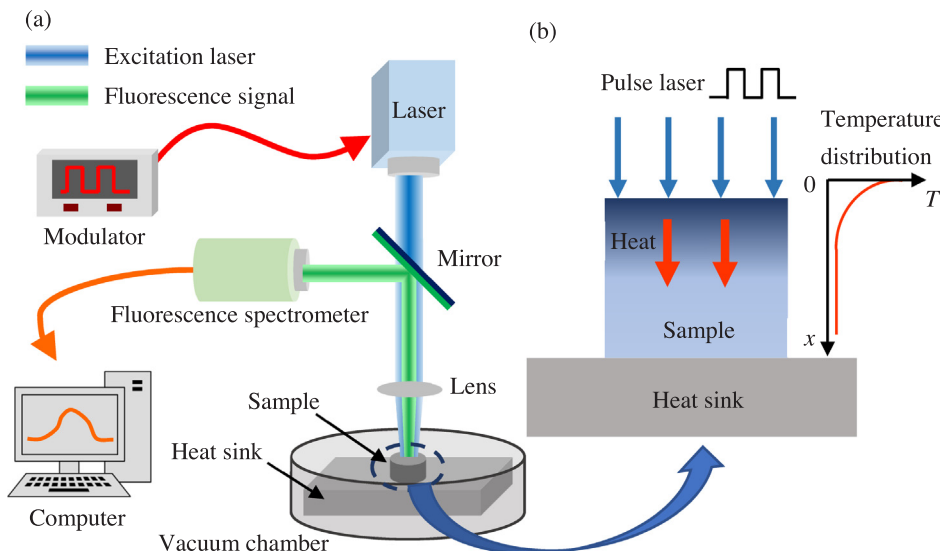 (a)
Excitation laser
Fluorescence signal
Laser
Modulator
Mirror
Fluorescence spectrometer
Lens
Sample
Heat sink
Computer
Vacuum chamber
(b)
Pulse laser
Temperature
distribution
0
T
Heat
Sample
x
Heat sink